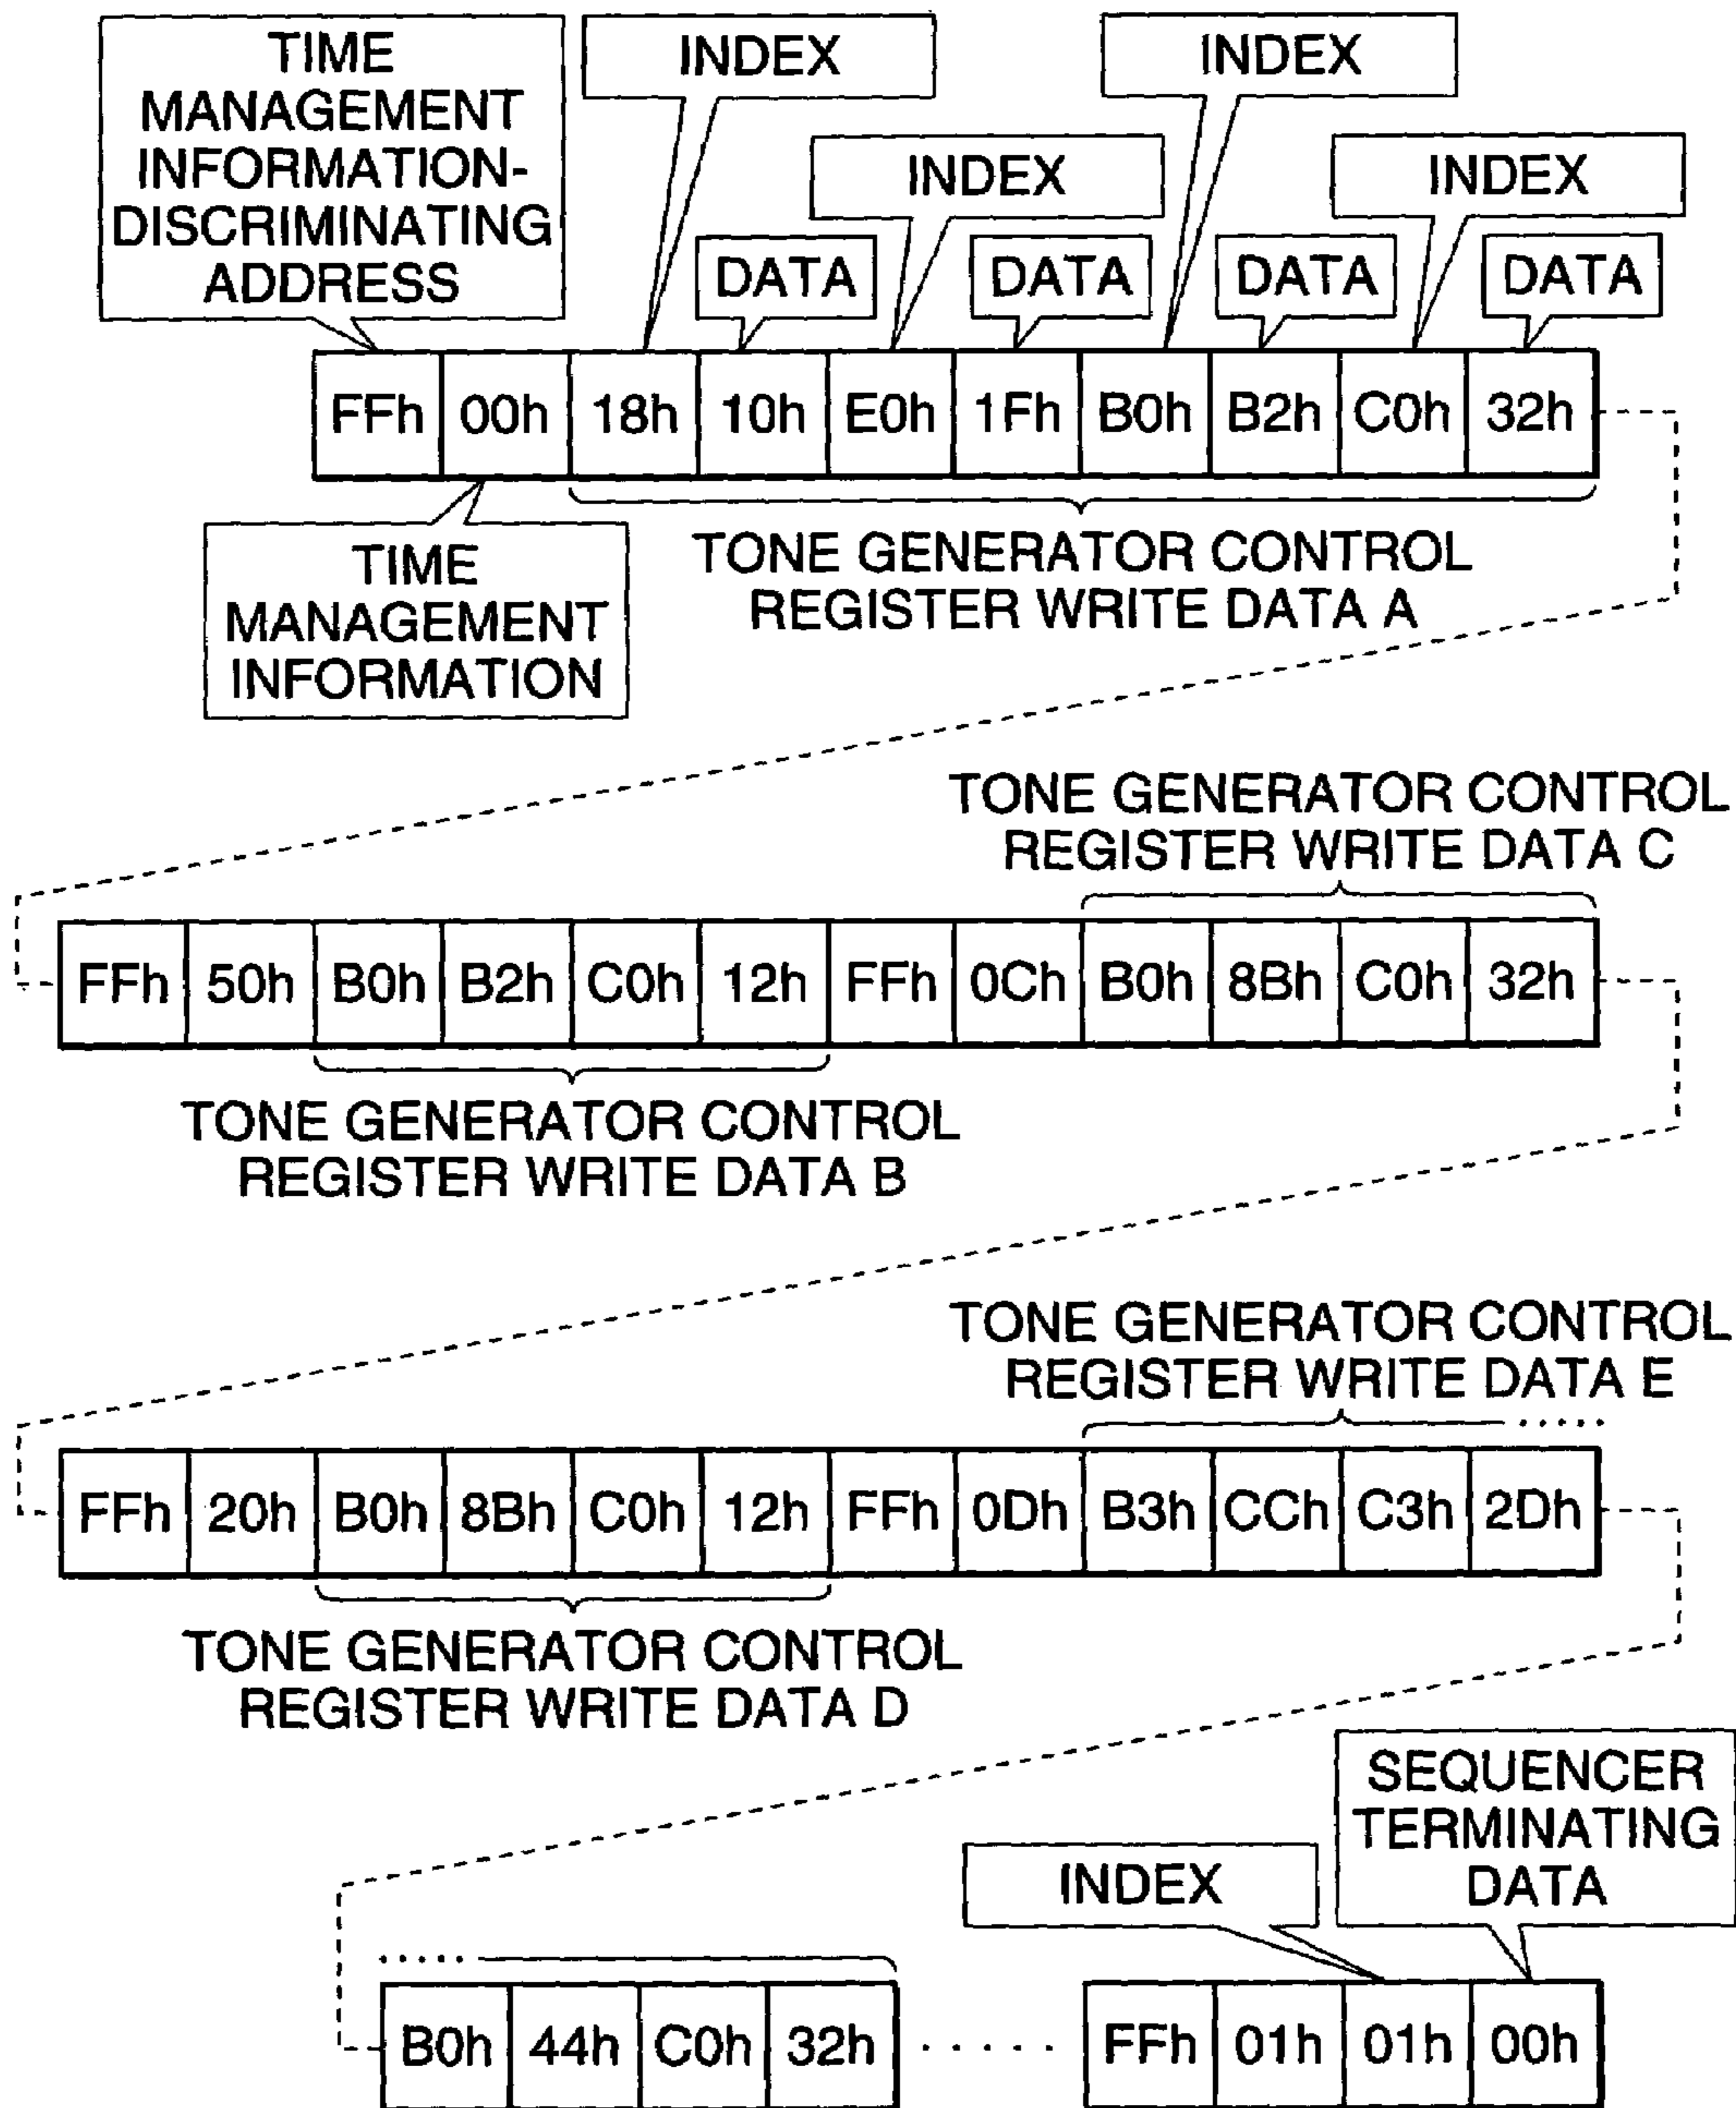 TIME
MANAGEMENT
INFORMATION-
DISCRIMINATING
ADDRESS
INDEX
INDEX
INDEX
INDEX
DATA
DATA
DATA
DATA
FFh 00h 18h 10h E0h 1Fh B0h B2h C0h 32h
TIME
MANAGEMENT
INFORMATION
TONE GENERATOR CONTROL
REGISTER WRITE DATA A
TONE GENERATOR CONTROL
REGISTER WRITE DATA C
FFh 50h B0h B2h C0h 12h FFh 0Ch B0h 8Bh C0h 32h
TONE GENERATOR CONTROL
REGISTER WRITE DATA B
TONE GENERATOR CONTROL
REGISTER WRITE DATA E
FFh 20h B0h 8Bh C0h 12h FFh 0Dh B3h CCh C3h 2Dh
TONE GENERATOR CONTROL
REGISTER WRITE DATA D
SEQUENCER
TERMINATING
DATA
INDEX
B0h 44h C0h 32h ..... FFh 01h 01h 00h